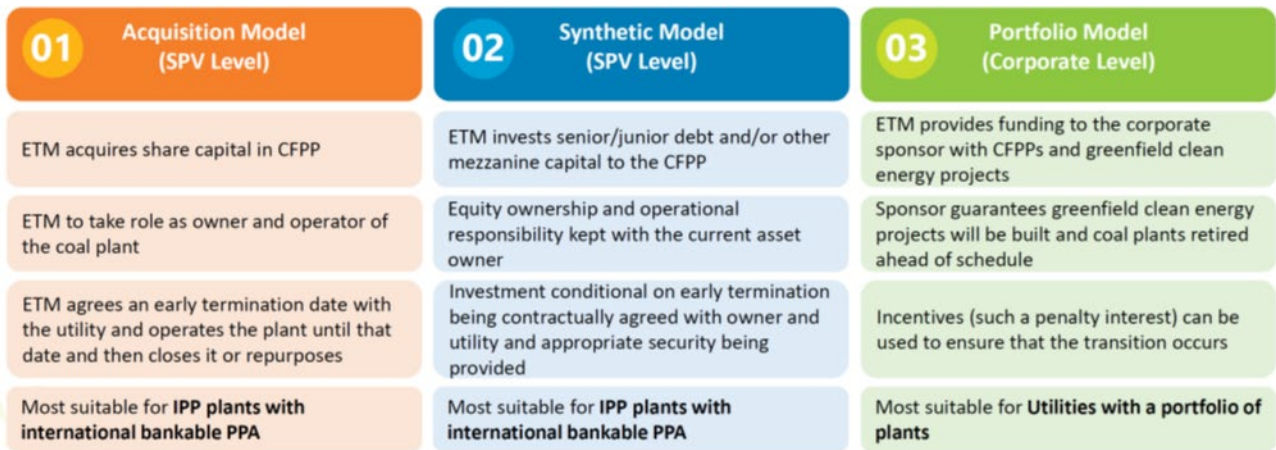 01
Acquisition Model
(SPV Level)
ETM acquires share capital in CFPP
ETM to take role as owner and operator of
the coal plant
ETM agrees an early termination date with
the utility and operates the plant until that
date and then closes it or repurposes
Most suitable for IPP plants with
international bankable PPA
02
Synthetic Model
(SPV Level)
ETM invests senior/junior debt and/or other
mezzanine capital to the CFPP
Equity ownership and operational
responsibility kept with the current asset
owner
Investment conditional on early termination
being contractually agreed with owner and
utility and appropriate security being
provided
Most suitable for IPP plants with
international bankable PPA
03
Portfolio Model
(Corporate Level)
ETM provides funding to the corporate
sponsor with CFPPs and greenfield clean
energy projects
Sponsor guarantees greenfield clean energy
projects will be built and coal plants retired
ahead of schedule
Incentives (such a penalty interest) can be
used to ensure that the transition occurs
Most suitable for Utilities with a portfolio of
plants